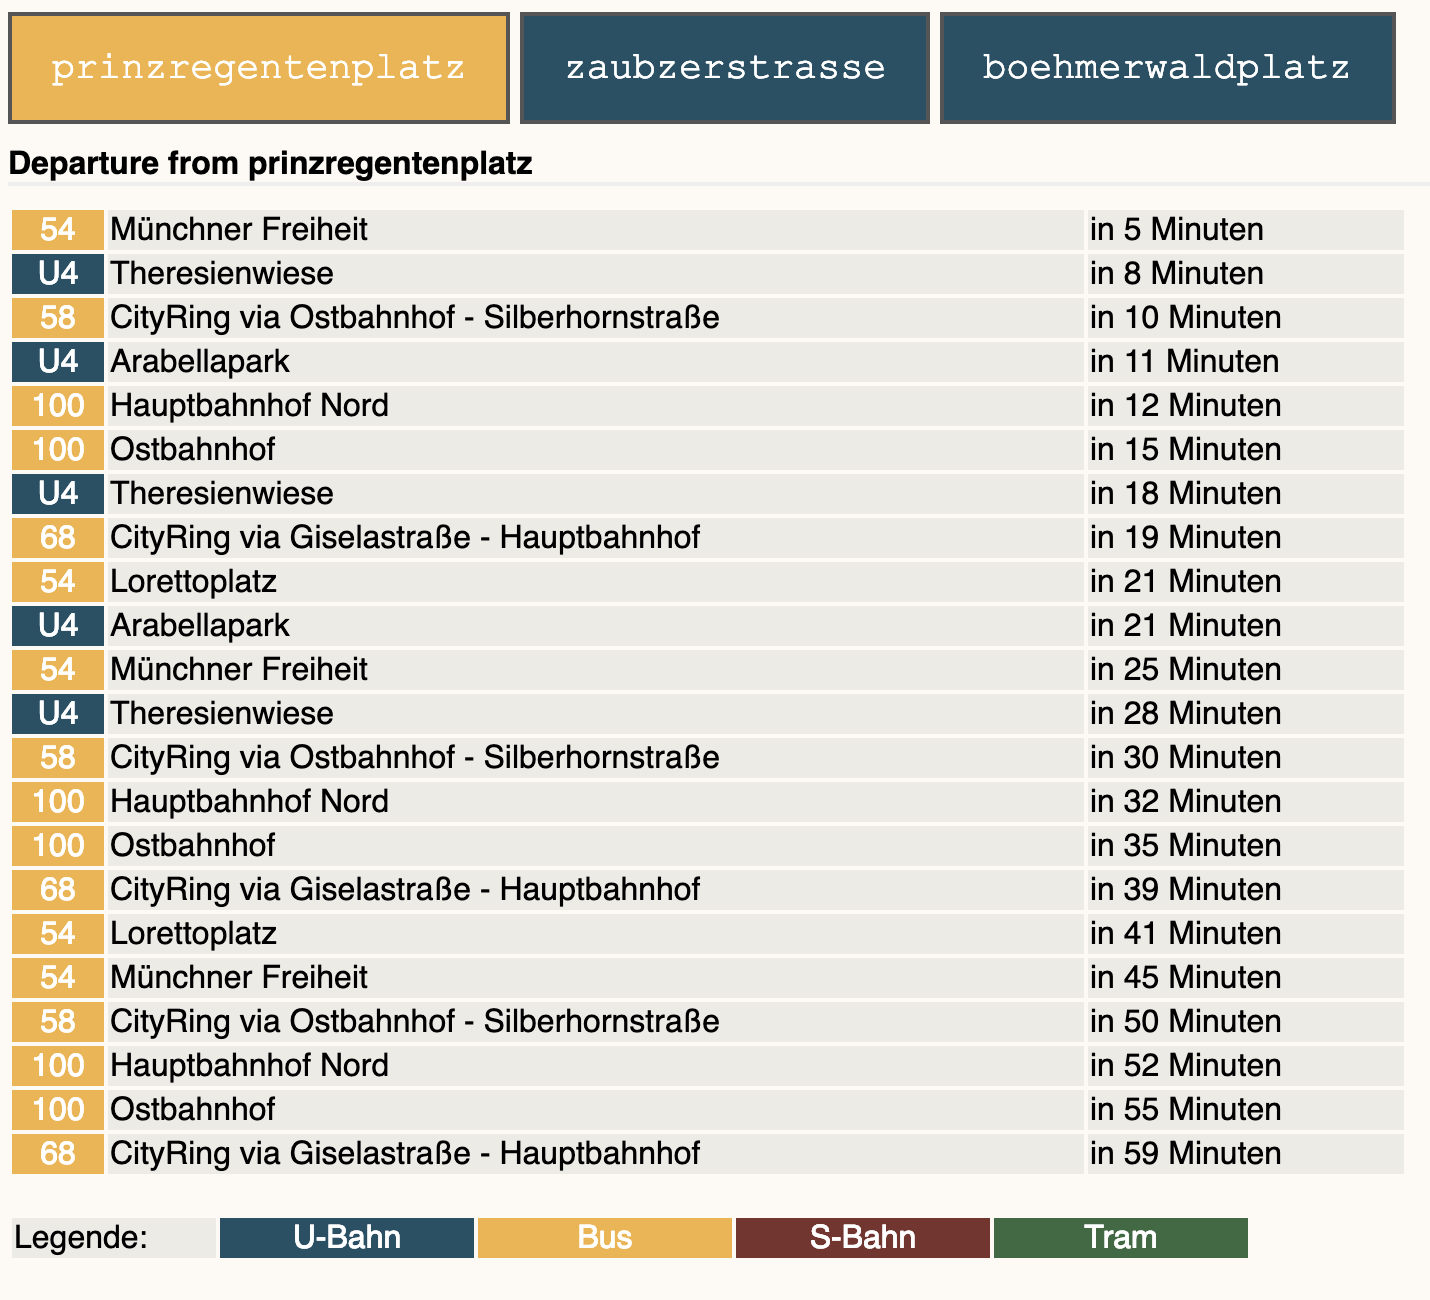 prinzregentenplatz zaubzerstrasse boehmerwaldplatz
Departure from prinzregentenplatz
54 Münchner Freiheit in 5 Minuten
U4 Theresienwiese in 8 Minuten
58 CityRing via Ostbahnhof - Silberhornstraße in 10 Minuten
U4 Arabellapark in 11 Minuten
100 Hauptbahnhof Nord in 12 Minuten
100 Ostbahnhof in 15 Minuten
U4 Theresienwiese in 18 Minuten
68 CityRing via Giselastraße - Hauptbahnhof in 19 Minuten
54 Lorettoplatz in 21 Minuten
U4 Arabellapark in 21 Minuten
54 Münchner Freiheit in 25 Minuten
U4 Theresienwiese in 28 Minuten
58 CityRing via Ostbahnhof - Silberhornstraße in 30 Minuten
100 Hauptbahnhof Nord in 32 Minuten
100 Ostbahnhof in 35 Minuten
68 CityRing via Giselastraße - Hauptbahnhof in 39 Minuten
54 Lorettoplatz in 41 Minuten
54 Münchner Freiheit in 45 Minuten
58 CityRing via Ostbahnhof - Silberhornstraße in 50 Minuten
100 Hauptbahnhof Nord in 52 Minuten
100 Ostbahnhof in 55 Minuten
68 CityRing via Giselastraße - Hauptbahnhof in 59 Minuten
Legende: U-Bahn Bus S-Bahn Tram